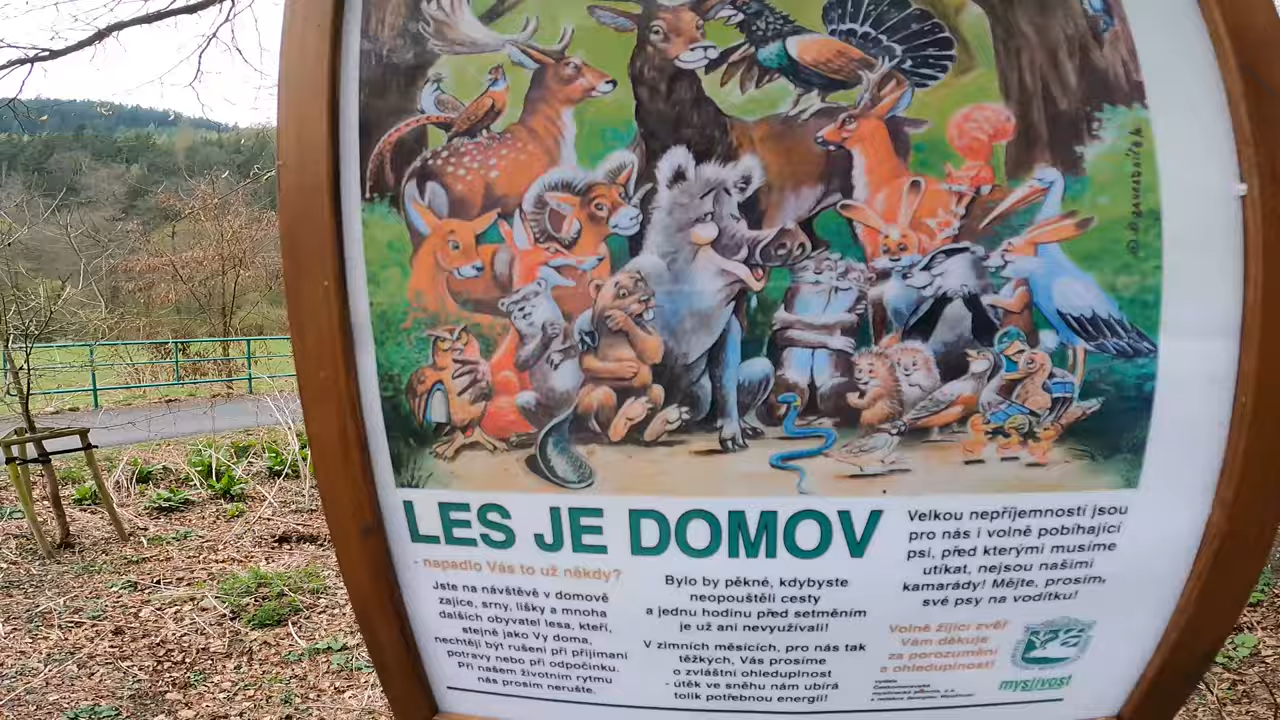 LES JE DOMOV
- napadlo Vás to už někdy?
Jste na návštěvě v domově
zajíce, srny, lišky a mnoha
dalších obyvatel lesa, kteří,
stejně jako Vy doma,
nechtějí být rušeni při přijímání
potravy nebo při odpočinku.
Při našem životním rytmu
nás prosím nerušte.
Bylo by pěkné, kdybyste
neopouštěli cesty
a jednu hodinu před setměním
je už ani nevyužívali!
V zimních měsících, pro nás tak
těžkých, Vás prosíme
o zvláštní ohleduplnost
- útěk ve sněhu nám ubírá
tolik potřebnou energii!
Velkou nepříjemností jsou
pro nás i volně pobíhající
psi, před kterými musíme
utíkat, nejsou našimi
kamarády! Mějte, prosím,
své psy na vodítku!
Volně žijící zvěř
Vám děkuje
za porozumění
a ohleduplnost!
myslivost